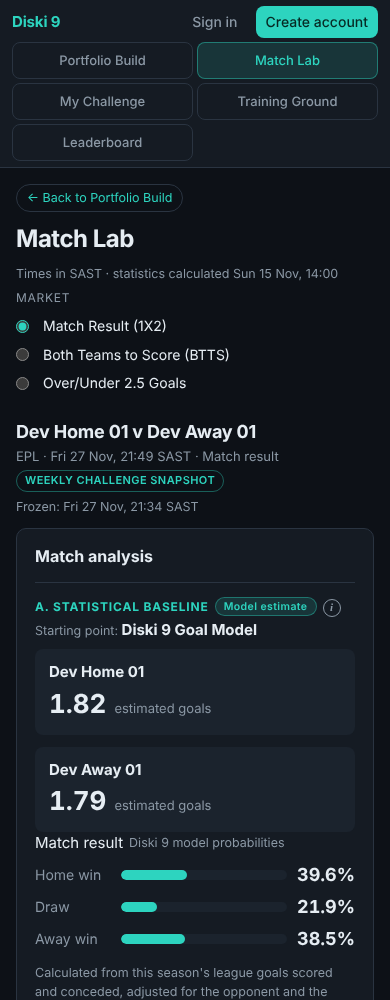 Diski 9
Sign in
Create account
Portfolio Build
Match Lab
My Challenge
Training Ground
Leaderboard
← Back to Portfolio Build
Match Lab
Times in SAST · statistics calculated Sun 15 Nov, 14:00
MARKET
Match Result (1X2)
Both Teams to Score (BTTS)
Over/Under 2.5 Goals
Dev Home 01 v Dev Away 01
EPL · Fri 27 Nov, 21:49 SAST · Match result
WEEKLY CHALLENGE SNAPSHOT
Frozen: Fri 27 Nov, 21:34 SAST
Match analysis
A. STATISTICAL BASELINE Model estimate i
Starting point: Diski 9 Goal Model
Dev Home 01
1.82 estimated goals
Dev Away 01
1.79 estimated goals
Match result Diski 9 model probabilities
Home win 39.6%
Draw 21.9%
Away win 38.5%
Calculated from this season's league goals scored
and conceded, adjusted for the opponent and the